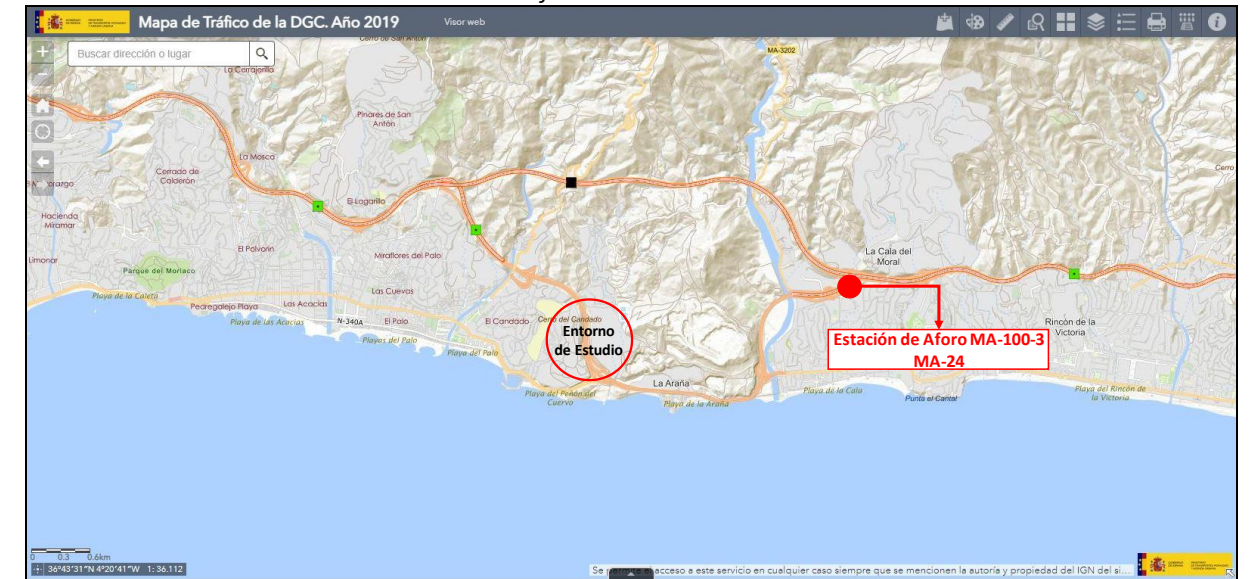 Mapa de Tráfico de la DGC. Año 2019
Visor web
Buscar dirección o lugar
Cerro de San Antón
La Carrajerilla
MA-3202
Pinares de San
Antón
La Mosca
Cerrado de
Calderón
Cerro
El Lagarillo
Hacienda
Miramar
El Polvorín
Miraflores del Palo
La Cala del
Moral
Limonar
Parque del Morlaco
Playa de la Caleta
Pedregalejo Playa
Las Acacias
Las Cuevas
Playa de las Acacias
N-340A
El Palo
El Candado
Cerro del Candado
Rincón de la
Victoria
Playas del Palo
Playa del Palo
Entorno
de Estudio
Estación de Aforo MA-100-3
MA-24
La Araña
Playa del Peñón del
Cuervo
Playa de la Araña
Playa de la Cala
Punta el Cantal
Playa del Rincón de
la Victoria
0 0.3 0.6km
36°43'31"N 4°20'41"W 1: 36.112
Se permite el acceso a este servicio en cualquier caso siempre que se mencionen la autoría y propiedad del IGN del si...